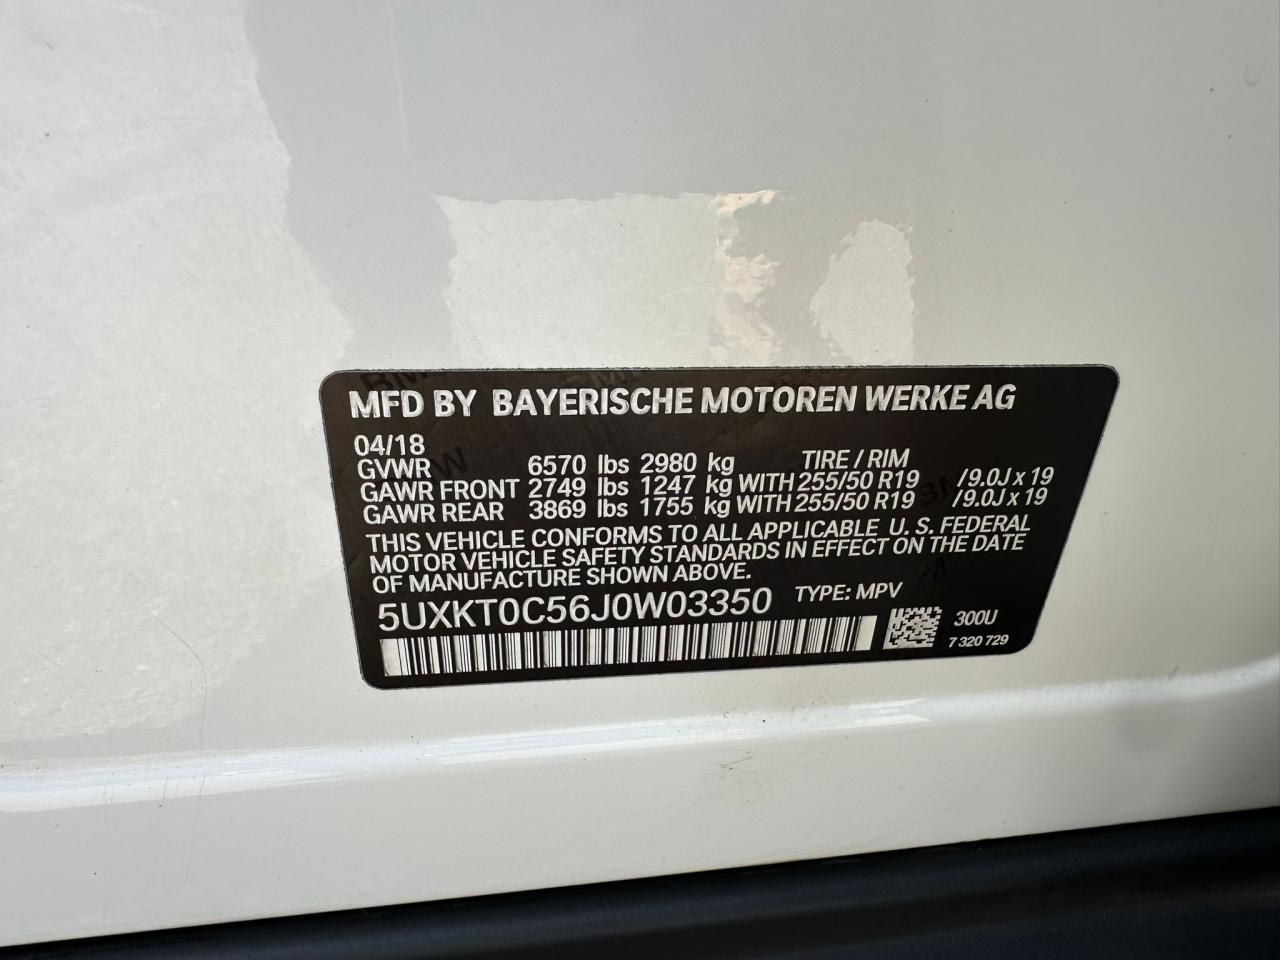 MFD BY BAYERISCHE MOTOREN WERKE AG
04/18
GVWR 6570 lbs 2980 kg TIRE / RIM
GAWR FRONT 2749 lbs 1247 kg WITH 255/50 R19 /9.0J x 19
GAWR REAR 3869 lbs 1755 kg WITH 255/50 R19 /9.0J x 19
THIS VEHICLE CONFORMS TO ALL APPLICABLE U. S. FEDERAL
MOTOR VEHICLE SAFETY STANDARDS IN EFFECT ON THE DATE
OF MANUFACTURE SHOWN ABOVE.
5UXKT0C56J0W03350 TYPE: MPV
300U
7 320 729